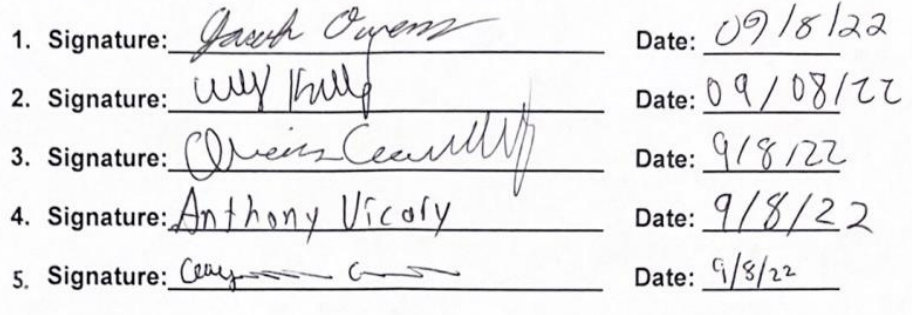 1. Signature: Jacob Owens Date: 09/8/22
2. Signature: Date: 09/08/22
3. Signature: Date: 9/8/22
4. Signature: Anthony Vicary Date: 9/8/22
5. Signature: Date: 9/8/22